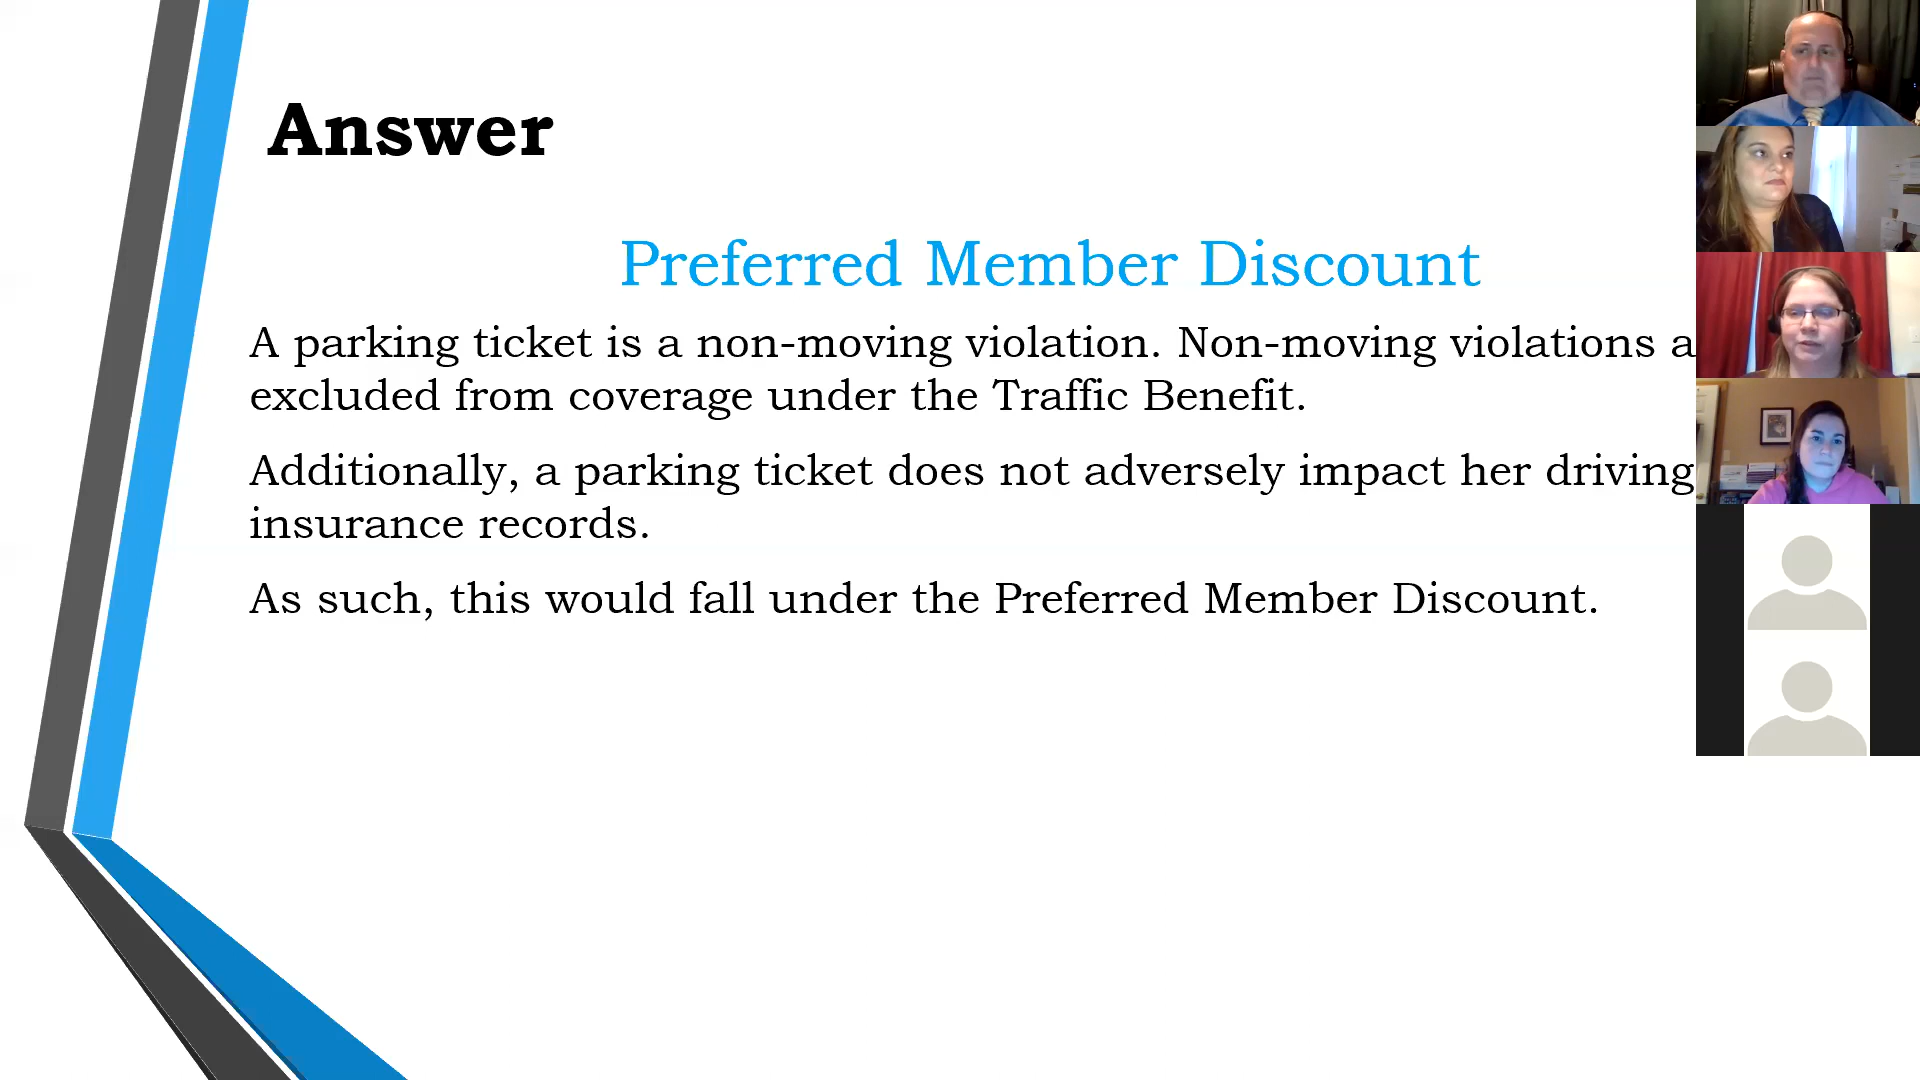 Answer
Preferred Member Discount
A parking ticket is a non-moving violation. Non-moving violations a
excluded from coverage under the Traffic Benefit.
Additionally, a parking ticket does not adversely impact her driving
insurance records.
As such, this would fall under the Preferred Member Discount.